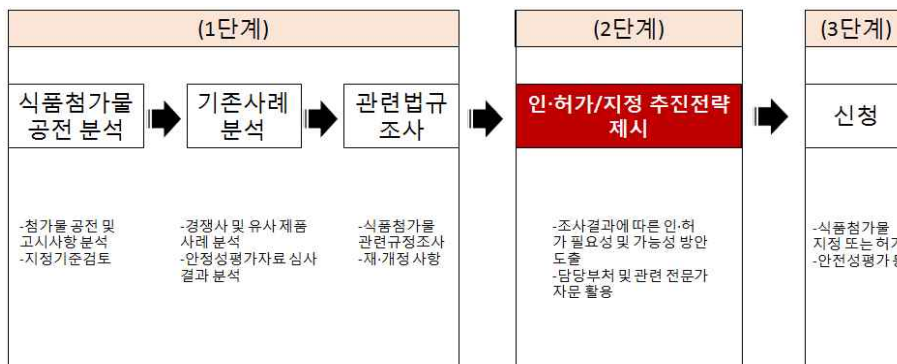 (1단계)
(2단계)
(3단계)
식품첨가물
공전 분석
기존사례
분석
관련법규
조사
인·허가/지정 추진전략
제시
신청
-첨가물 공전 및
고시사항 분석
-지정기준검토
-경쟁사 및 유사 제품
사례 분석
-안정성평가자료 심사
결과 분석
-식품첨가물
관련규정조사
-재·개정 사항
-조사결과에 따른 인·허
가 필요성 및 가능성 방안
도출
-담당부처 및 관련 전문가
자문 활용
-식품첨가물
지정 또는 허가
-안전성평가